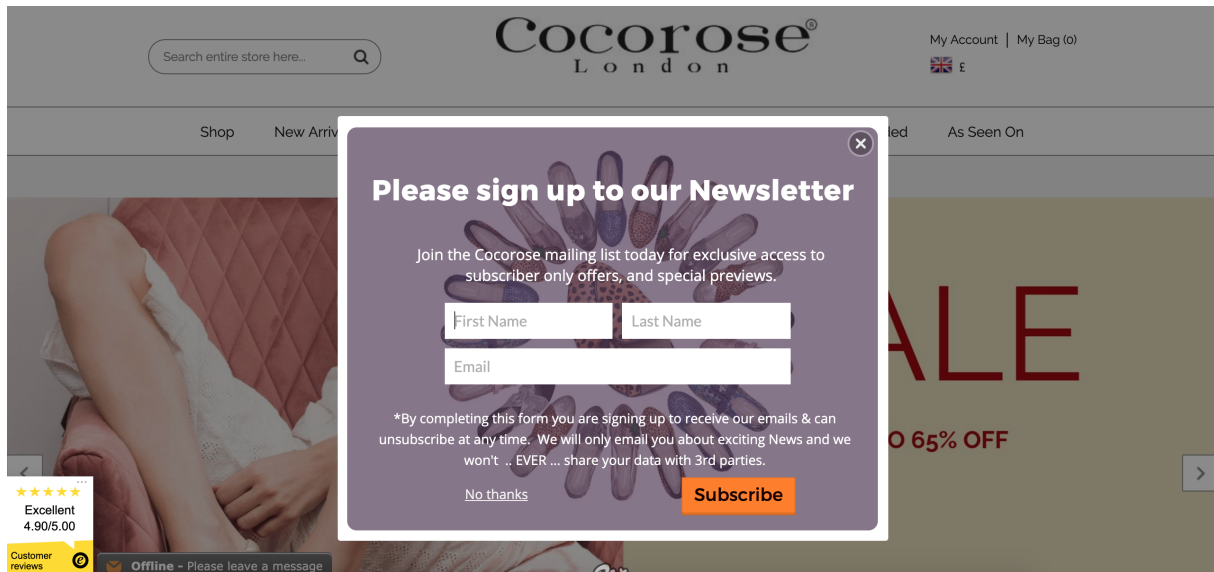 Search entire store here...
Cocorose®
London
My Account | My Bag (0)
£
Shop
New Arriv
ded
As Seen On
Please sign up to our Newsletter
Join the Cocorose mailing list today for exclusive access to
subscriber only offers, and special previews.
First Name
Last Name
Email
*By completing this form you are signing up to receive our emails & can
unsubscribe at any time. We will only email you about exciting News and we
won't .. EVER ... share your data with 3rd parties.
No thanks
Subscribe
ALE
O 65% OFF
Excellent
4.90/5.00
Customer
reviews
e
Offline - Please leave a message